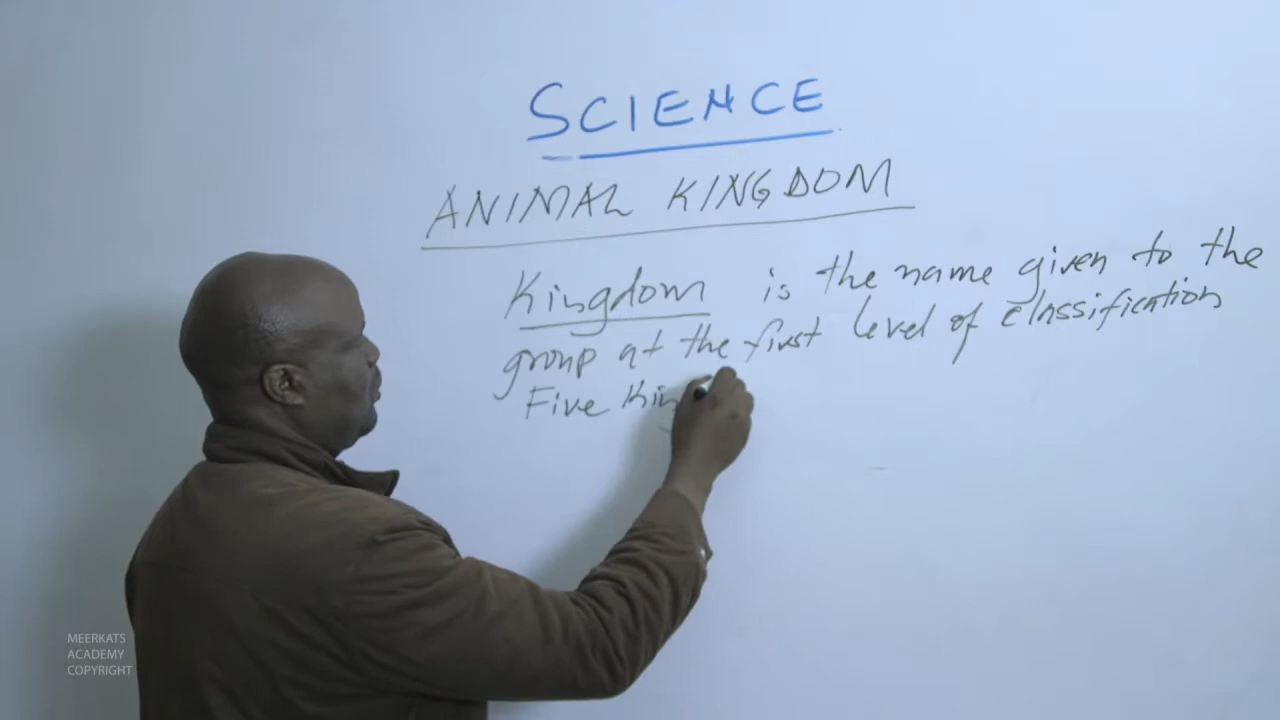 SCIENCE
ANIMAL KINGDOM
Kingdom is the name given to the
group at the first level of classification
Five Kin
MEERKATS
ACADEMY
COPYRIGHT